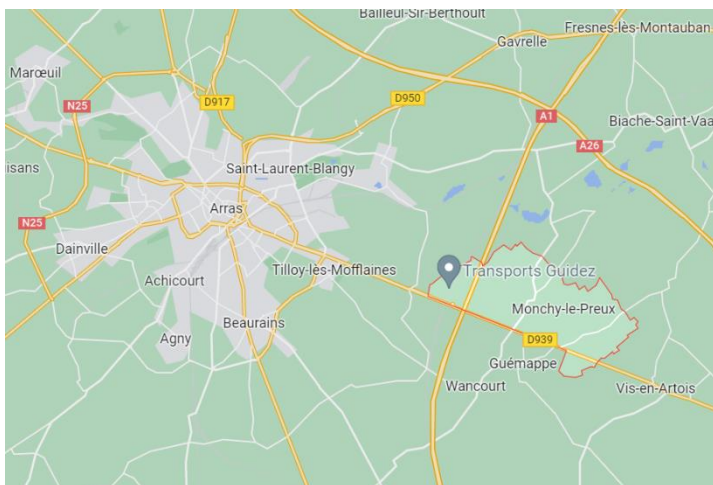 Bailleul-Sir-Berthoult
Fresnes-lès-Montauban
Gavrelle
Marœuil
D917
D950
N25
A1
Biache-Saint-Vaa
A26
isans
Saint-Laurent-Blangy
Arras
N25
Dainville
Tilloy-lès-Mofflaines
Transports Guidez
Achicourt
Monchy-le-Preux
Beaurains
Agny
D939
Guémappe
Wancourt
Vis-en-Artois